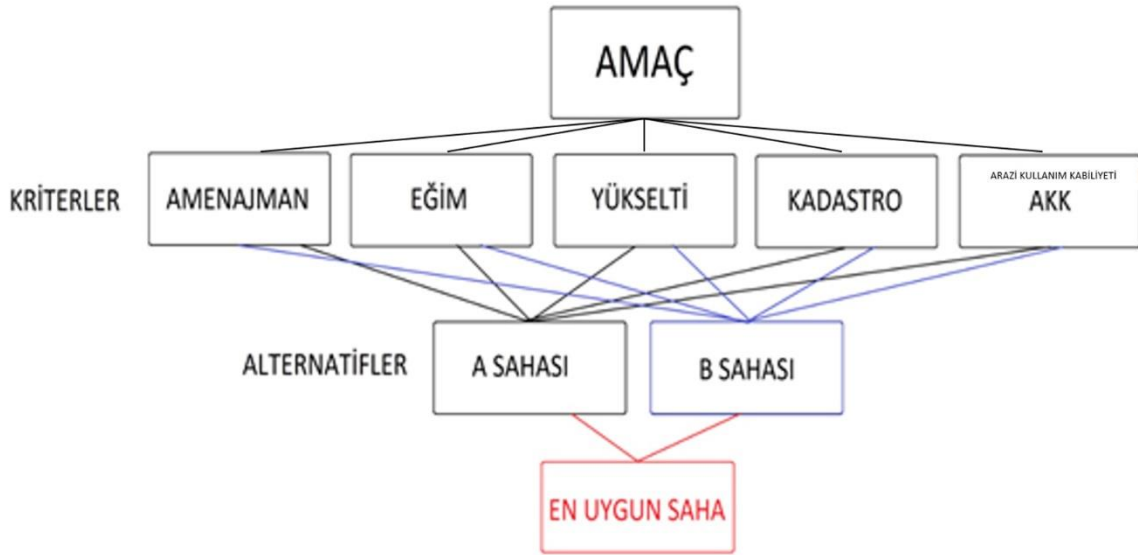 AMAÇ
KRİTERLER
AMENAJMAN
EĞİM
YÜKSELTİ
KADASTRO
ARAZİ KULLANIM KABİLİYETİ
AKK
ALTERNATİFLER
A SAHASI
B SAHASI
EN UYGUN SAHA